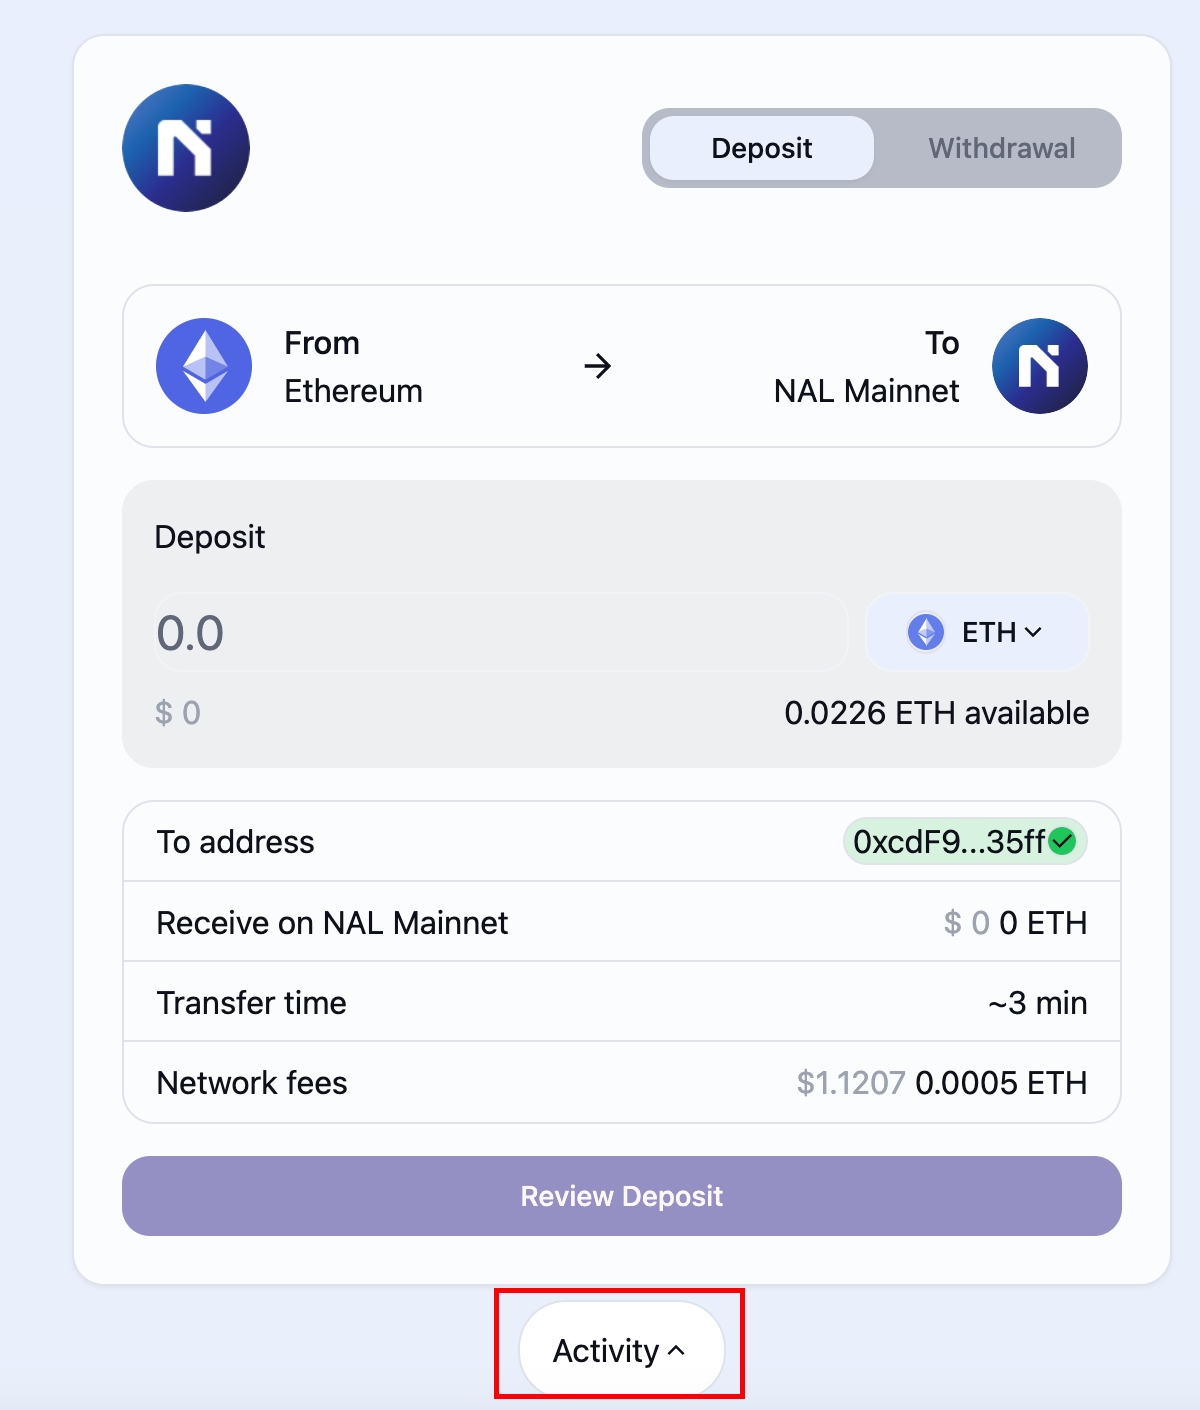 Deposit Withdrawal
From To
Ethereum NAL Mainnet
Deposit
0.0 ETH
$ 0 0.0226 ETH available
To address 0xcdF9...35ff
Receive on NAL Mainnet $ 0 0 ETH
Transfer time ~3 min
Network fees $1.1207 0.0005 ETH
Review Deposit
Activity